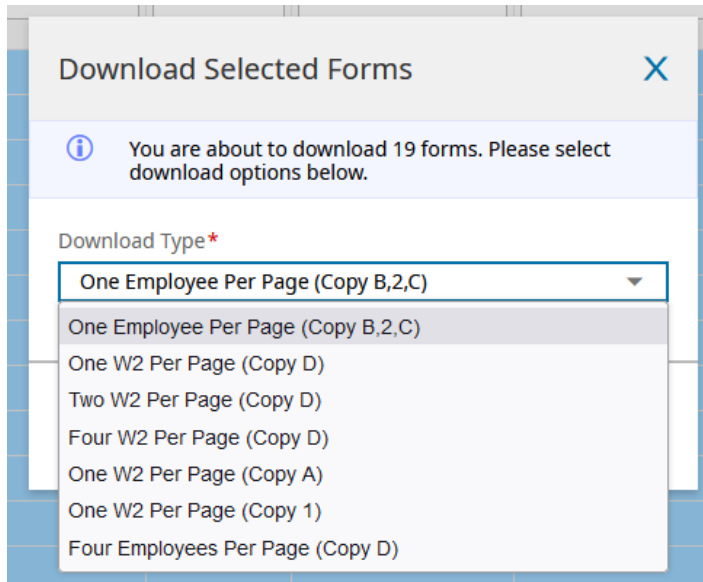 Download Selected Forms
X
You are about to download 19 forms. Please select
download options below.
Download Type*
One Employee Per Page (Copy B,2,C)
One Employee Per Page (Copy B,2,C)
One W2 Per Page (Copy D)
Two W2 Per Page (Copy D)
Four W2 Per Page (Copy D)
One W2 Per Page (Copy A)
One W2 Per Page (Copy 1)
Four Employees Per Page (Copy D)